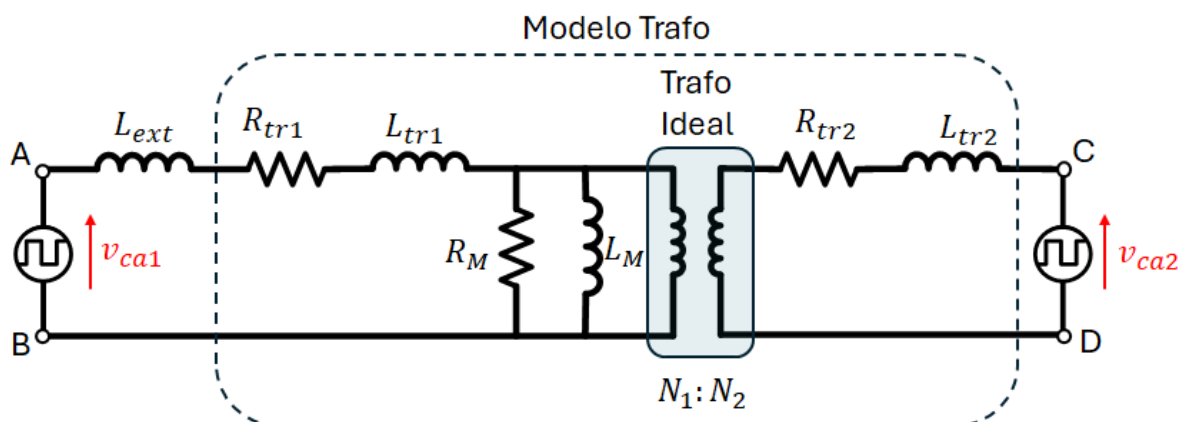 Modelo Trafo
Trafo
Ideal
A
L_ext
R_tr1
L_tr1
R_tr2
L_tr2
C
v_ca1
R_M
L_M
v_ca2
B
D
N_1: N_2